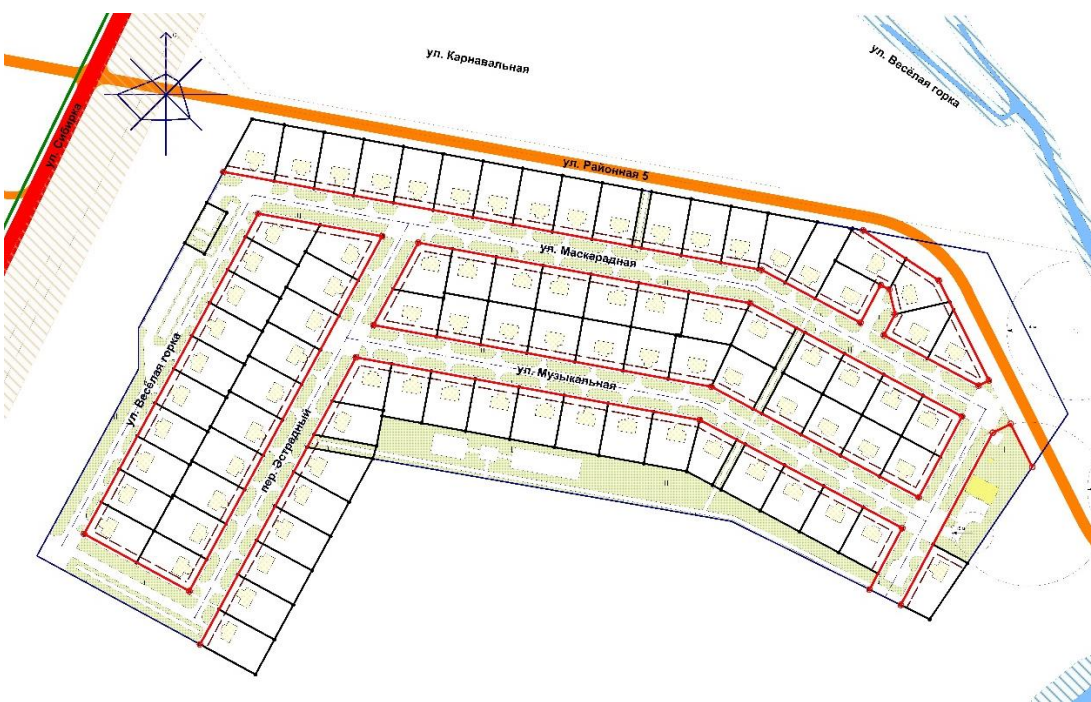 С
ул. Карнавальная
ул. Весёлая горка
ул. Сибирка
ул. Районная 5
ул. Маскарадная
ул. Музыкальная
ул. Весёлая горка
пер. Эстрадный